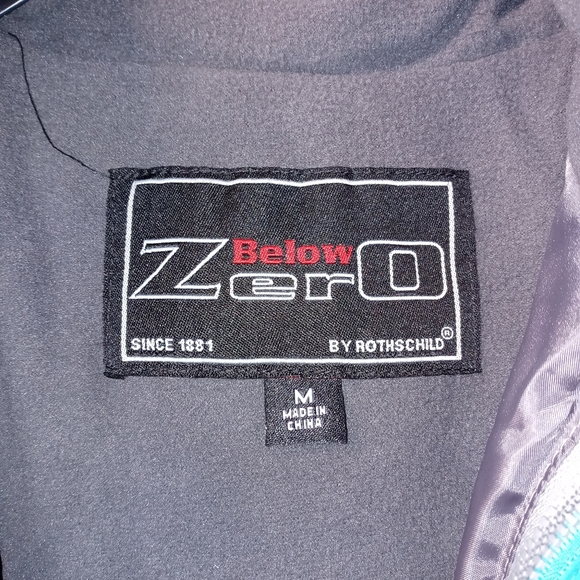 Below
ZerO
SINCE 1881 BY ROTHSCHILD®
M
MADE IN
CHINA